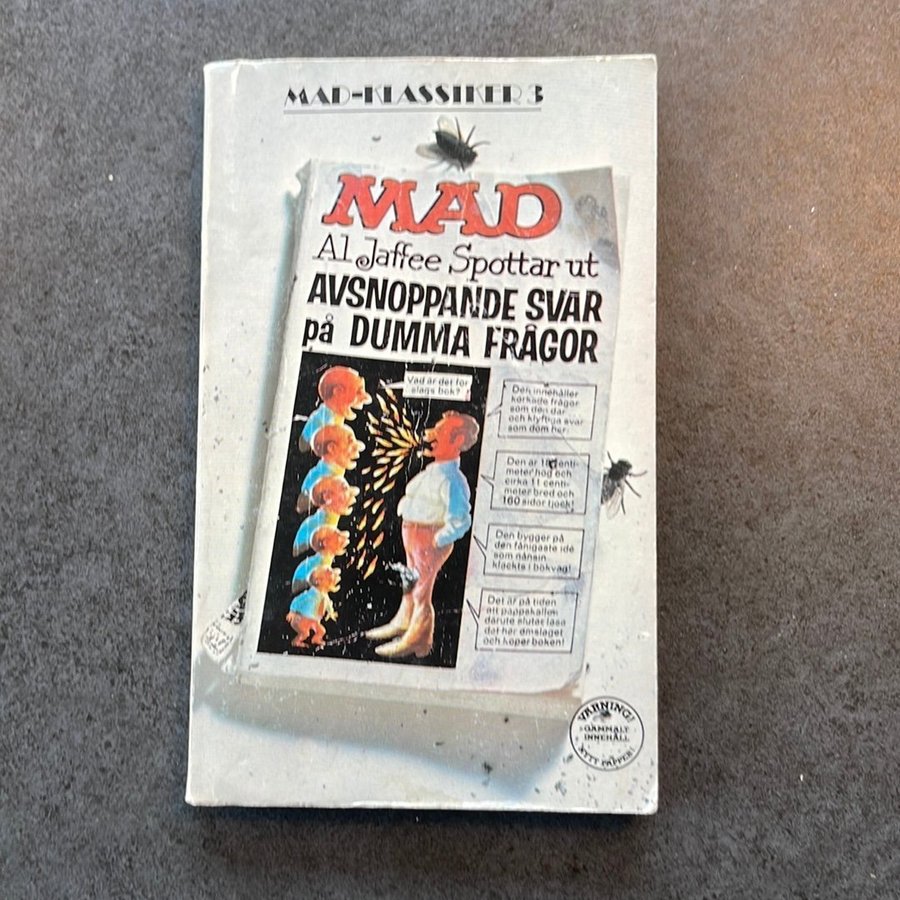 MAD-KLASSIKER 3
MAD
Al Jaffee Spottar ut
AVSNOPPANDE SVAR
på DUMMA FRÅGOR
Vad är det för
slags bok?
Den innehåller
korkade frågor
som den där
och klyftiga svar
som dom här.
Den är 18 centi-
meter hög och
cirka 11 centi-
meter bred och
160 sidor tjock!
Den bygger på
den fånigaste idé
som nånsin
kläckts i bokväg!
Det är på tiden
att pappskallen
därute slutar läsa
det här omslaget
och köper boken!
VARNING!
GAMMALT
INNEHÅLL
NYTT PAPPER!